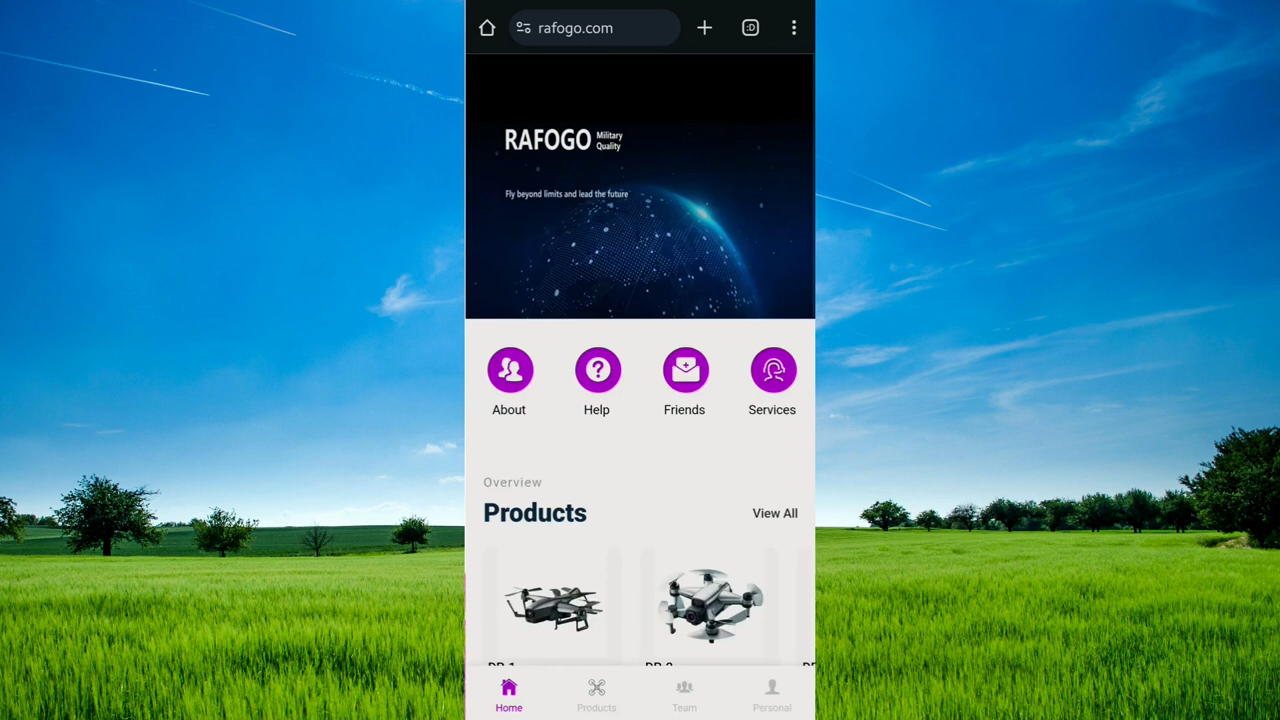 rafogo.com
:D
RAFOGO Military Quality
Fly beyond limits and lead the future
About Help Friends Services
Overview
Products View All
Home Products Team Personal